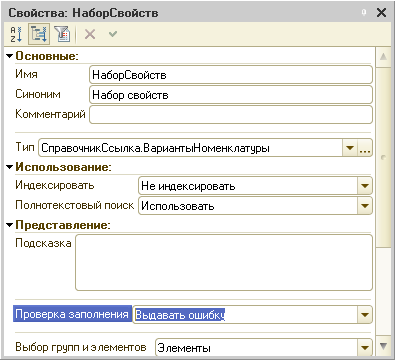 Свойства: НаборСвойств
Основные:
Имя НаборСвойств
Синоним Набор свойств
Комментарий
Тип СправочникСсылка.ВариантыНоменклатуры ...
Использование:
Индексировать Не индексировать
Полнотекстовый поиск Использовать
Представление:
Подсказка
Проверка заполнения Выдавать ошибку
Выбор групп и элементов Элементы